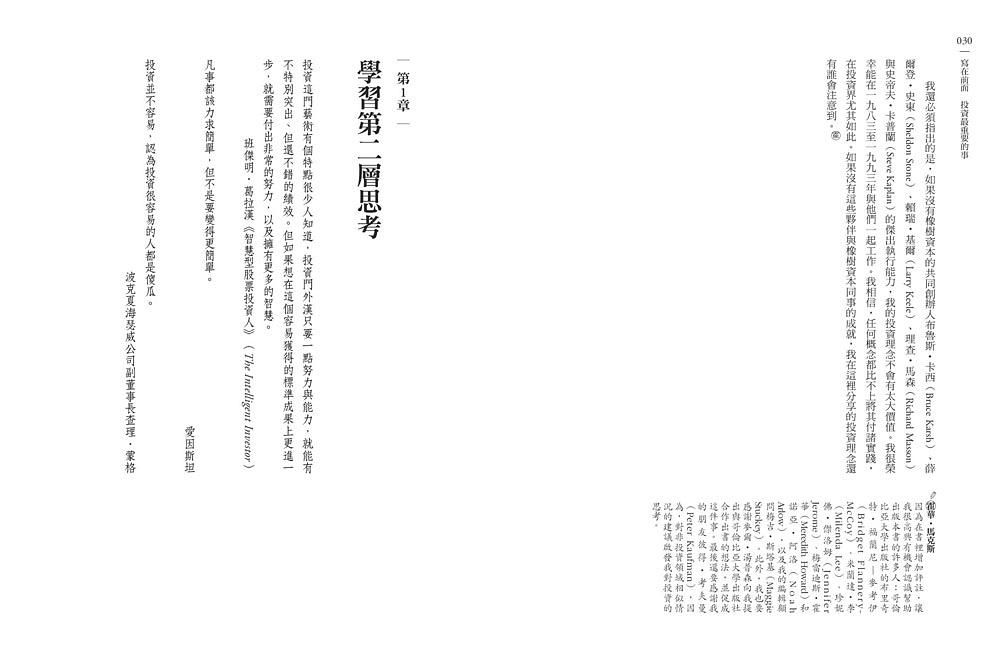 030
寫在前面 投資最重要的事
我還必須指出的是，如果沒有橡樹資本的共同創辦人布魯斯・卡西（Bruce Karsh）、薛
爾登・史東（Sheldon Stone）、賴瑞・基爾（Larry Keele）、理查・馬森（Richard Masson）
與史帝夫・卡普蘭（Steve Kaplan）的傑出執行能力，我的投資理念不會有太大價值。我很榮
幸能在一九八三至一九九三年與他們一起工作。我相信，任何概念都比不上將其付諸實踐，
在投資界尤其如此。如果沒有這些夥伴與橡樹資本同事的成就，我在這裡分享的投資理念還
有誰會注意到。
霍華・馬克斯
因為在書裡增加評註，讓
我很高興有機會認識幫助
出版本書的許多人：哥倫
比亞大學出版社的布里奇
特・福蘭尼—麥考伊
（Bridget Flannery-
McCoy）、米蘭達・李
（Milenda Lee）、珍妮
佛・傑洛姆（Jennifer
Jerome）、梅雷迪斯・霍
華（Meredith Howard）和
諾亞・阿洛（Noah
Arlow），以及我的編輯顧
問梅吉・斯塔基（Maggie
Stuckey）。此外，我也要
感謝麥爾・湯普森向我提
出與哥倫比亞大學出版社
合作出書的想法，並促成
這件事。最後還要感謝我
的朋友彼得・考夫曼
（Peter Kaufman），因
為，對非投資領域相似情
況的建議啟發我對投資的
思考。
第1章
學習第二層思考
投資這門藝術有個特點很少人知道，投資門外漢只要一點努力與能力，就能有
不特別突出、但還不錯的績效。但如果想在這個容易獲得的標準成果上更進一
步，就需要付出非常的努力，以及擁有更多的智慧。
班傑明・葛拉漢《智慧型股票投資人》（The Intelligent Investor）
凡事都該力求簡單，但不是要變得更簡單。
愛因斯坦
投資並不容易，認為投資很容易的人都是傻瓜。
波克夏海瑟威公司副董事長查理・蒙格